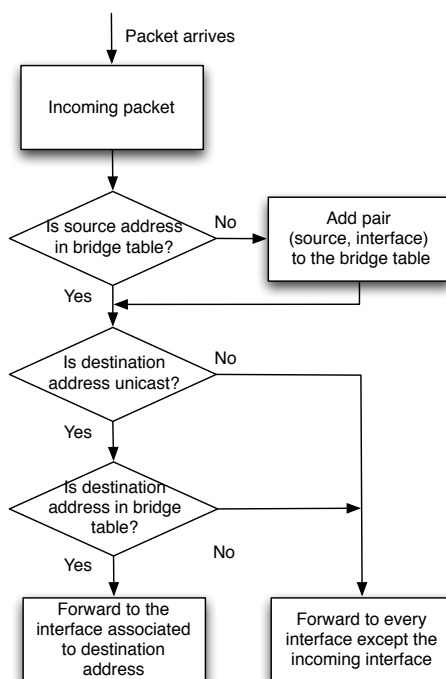 Packet arrives
Incoming packet
Is source address
in bridge table?
No
Add pair
(source, interface)
to the bridge table
Yes
Is destination
address unicast?
No
Yes
Is destination
address in bridge
table?
Yes
No
Forward to the
interface associated
to destination
address
Forward to every
interface except the
incoming interface